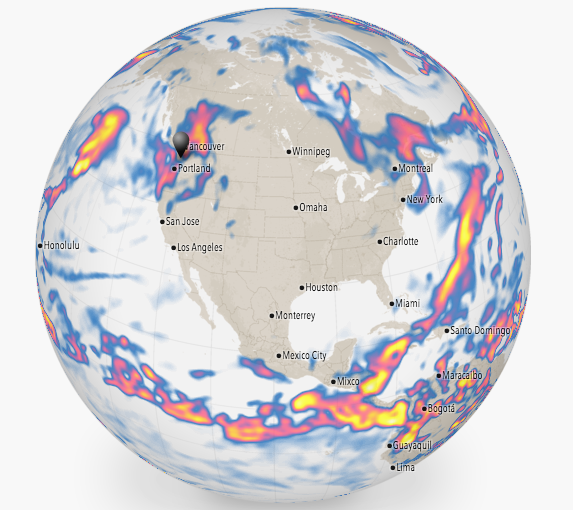 ancouver
Winnipeg
Portland
Montreal
New York
Omaha
San Jose
Charlotte
Honolulu
Los Angeles
Houston
Miami
Monterrey
Santo Domingo
Mexico City
Maracaibo
Mixco
Bogotá
Guayaquil
Lima